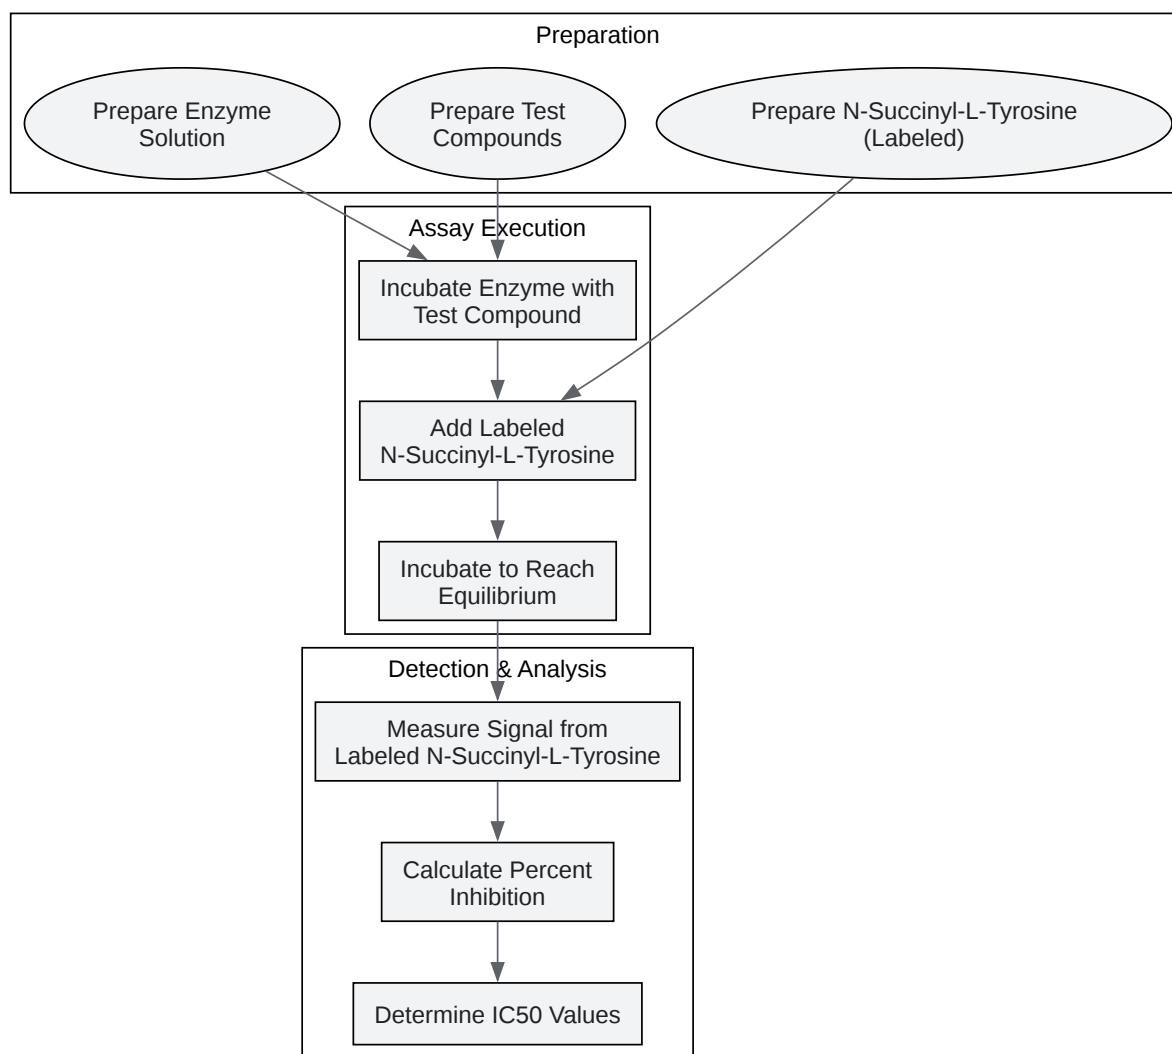 Preparation
Prepare Enzyme
Solution
Prepare Test
Compounds
Prepare N-Succinyl-L-Tyrosine
(Labeled)
Assay Execution
Incubate Enzyme with
Test Compound
Add Labeled
N-Succinyl-L-Tyrosine
Incubate to Reach
Equilibrium
Detection & Analysis
Measure Signal from
Labeled N-Succinyl-L-Tyrosine
Calculate Percent
Inhibition
Determine IC50 Values